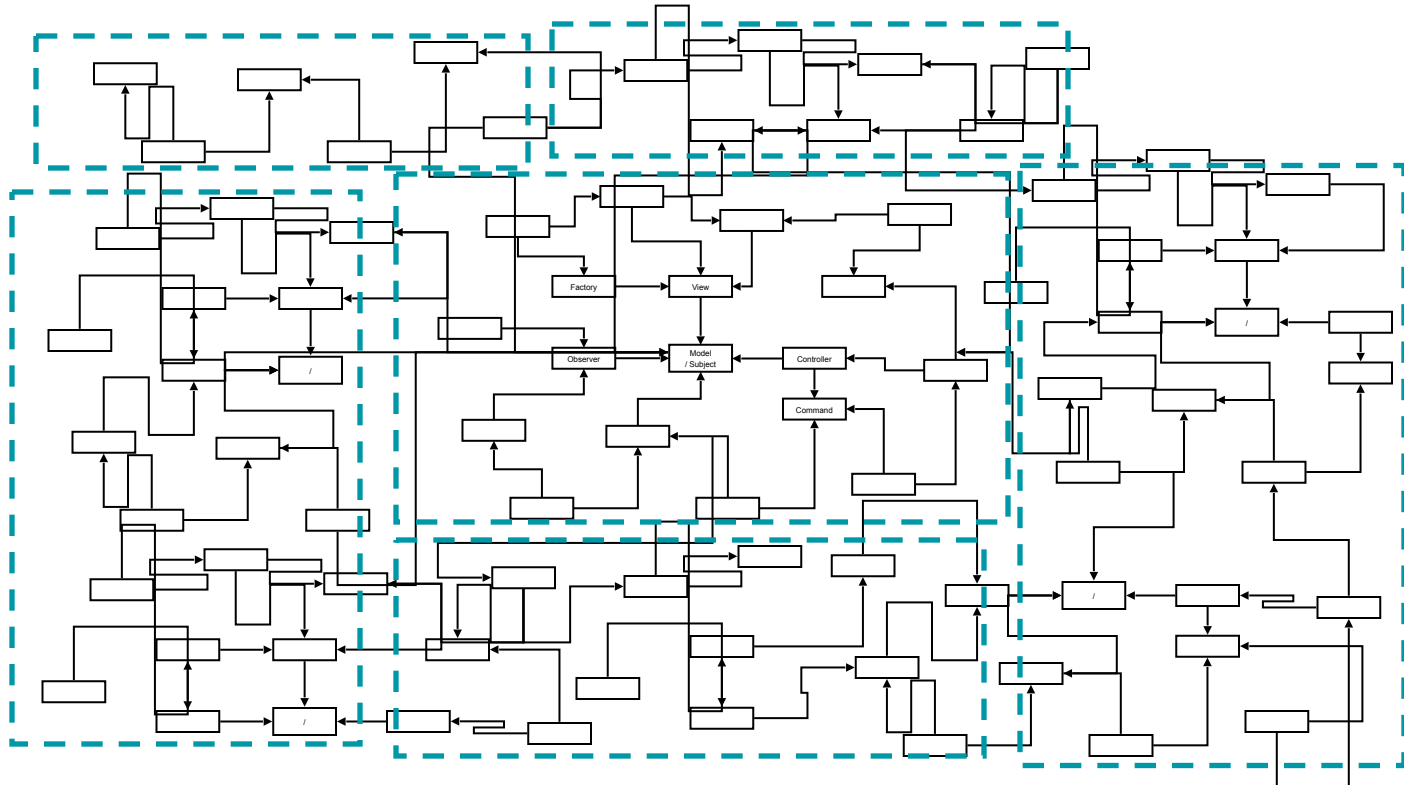 Factory
View
/
Observer
Model
/ Subject
Controller
/
Command
/
/